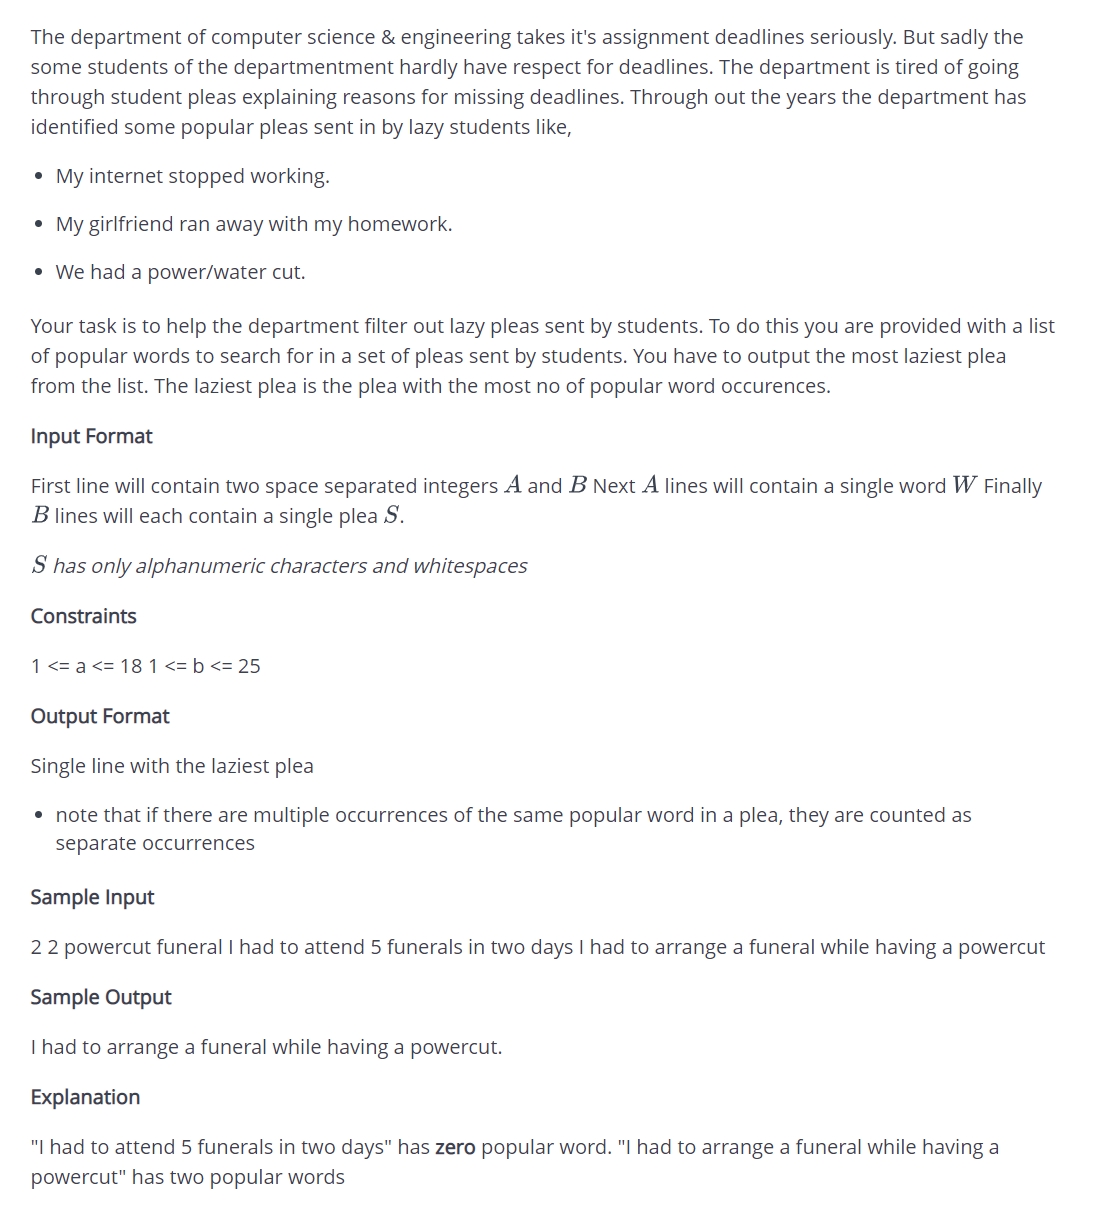 The department of computer science & engineering takes it's assignment deadlines seriously. But sadly the
some students of the departmentment hardly have respect for deadlines. The department is tired of going
through student pleas explaining reasons for missing deadlines. Through out the years the department has
identified some popular pleas sent in by lazy students like,
• My internet stopped working.
• My girlfriend ran away with my homework.
• We had a power/water cut.
Your task is to help the department filter out lazy pleas sent by students. To do this you are provided with a list
of popular words to search for in a set of pleas sent by students. You have to output the most laziest plea
from the list. The laziest plea is the plea with the most no of popular word occurences.
Input Format
First line will contain two space separated integers A and B Next A lines will contain a single word W Finally
B lines will each contain a single plea S.
S has only alphanumeric characters and whitespaces
Constraints
1 <= a <= 18 1 <= b <= 25
Output Format
Single line with the laziest plea
• note that if there are multiple occurrences of the same popular word in a plea, they are counted as
separate occurrences
Sample Input
2 2 powercut funeral I had to attend 5 funerals in two days I had to arrange a funeral while having a powercut
Sample Output
I had to arrange a funeral while having a powercut.
Explanation
"I had to attend 5 funerals in two days" has zero popular word. "I had to arrange a funeral while having a
powercut" has two popular words